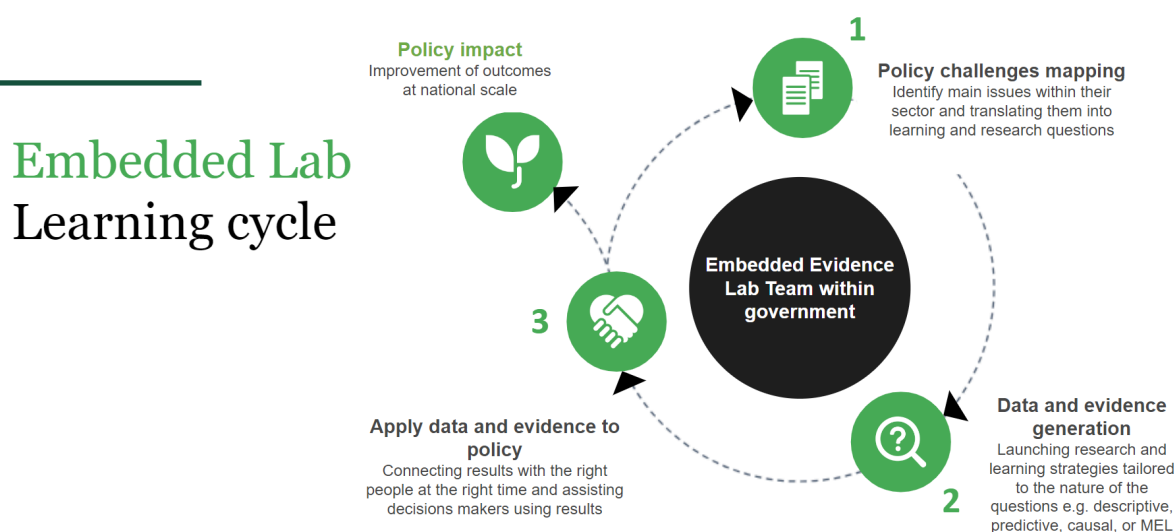 Embedded Lab
Learning cycle
Policy impact
Improvement of outcomes
at national scale
1
Policy challenges mapping
Identify main issues within their
sector and translating them into
learning and research questions
Embedded Evidence
Lab Team within
government
?
2
Data and evidence
generation
Launching research and
learning strategies tailored
to the nature of the
questions e.g. descriptive,
predictive, causal, or MEL
3
Apply data and evidence to
policy
Connecting results with the right
people at the right time and assisting
decisions makers using results